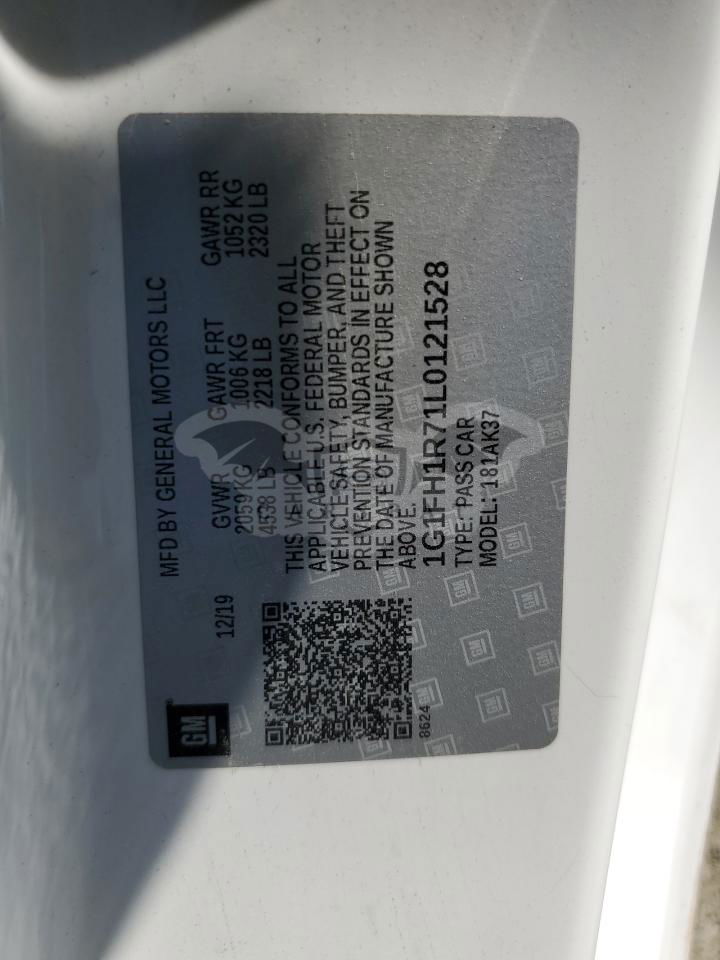 GM
MFD BY GENERAL MOTORS LLC
12/19
GVWR GAWR FRT GAWR RR
2059 KG 1006 KG 1052 KG
4538 LB 2218 LB 2320 LB
THIS VEHICLE CONFORMS TO ALL
APPLICABLE U.S. FEDERAL MOTOR
VEHICLE SAFETY, BUMPER, AND THEFT
PREVENTION STANDARDS IN EFFECT ON
THE DATE OF MANUFACTURE SHOWN
ABOVE.
1G1FH1R71L0121528
TYPE: PASS CAR
MODEL: 181AK37
8624